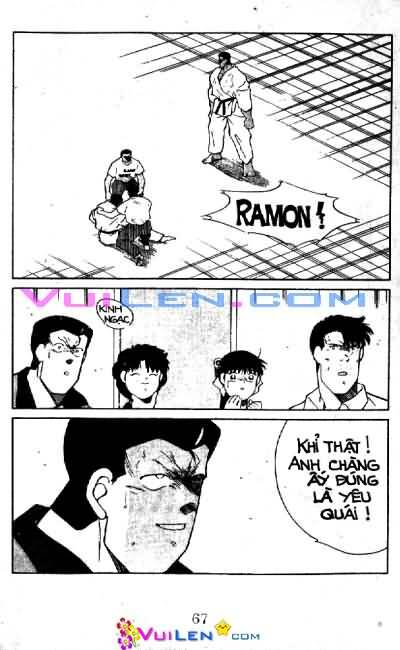 RAMON!
VUILEN.COM
KINH
NGẠC
KHỈ THẬT!
ANH CHÀNG
ẤY ĐÚNG
LÀ YÊU
QUÁI!
67
VUILEN.COM